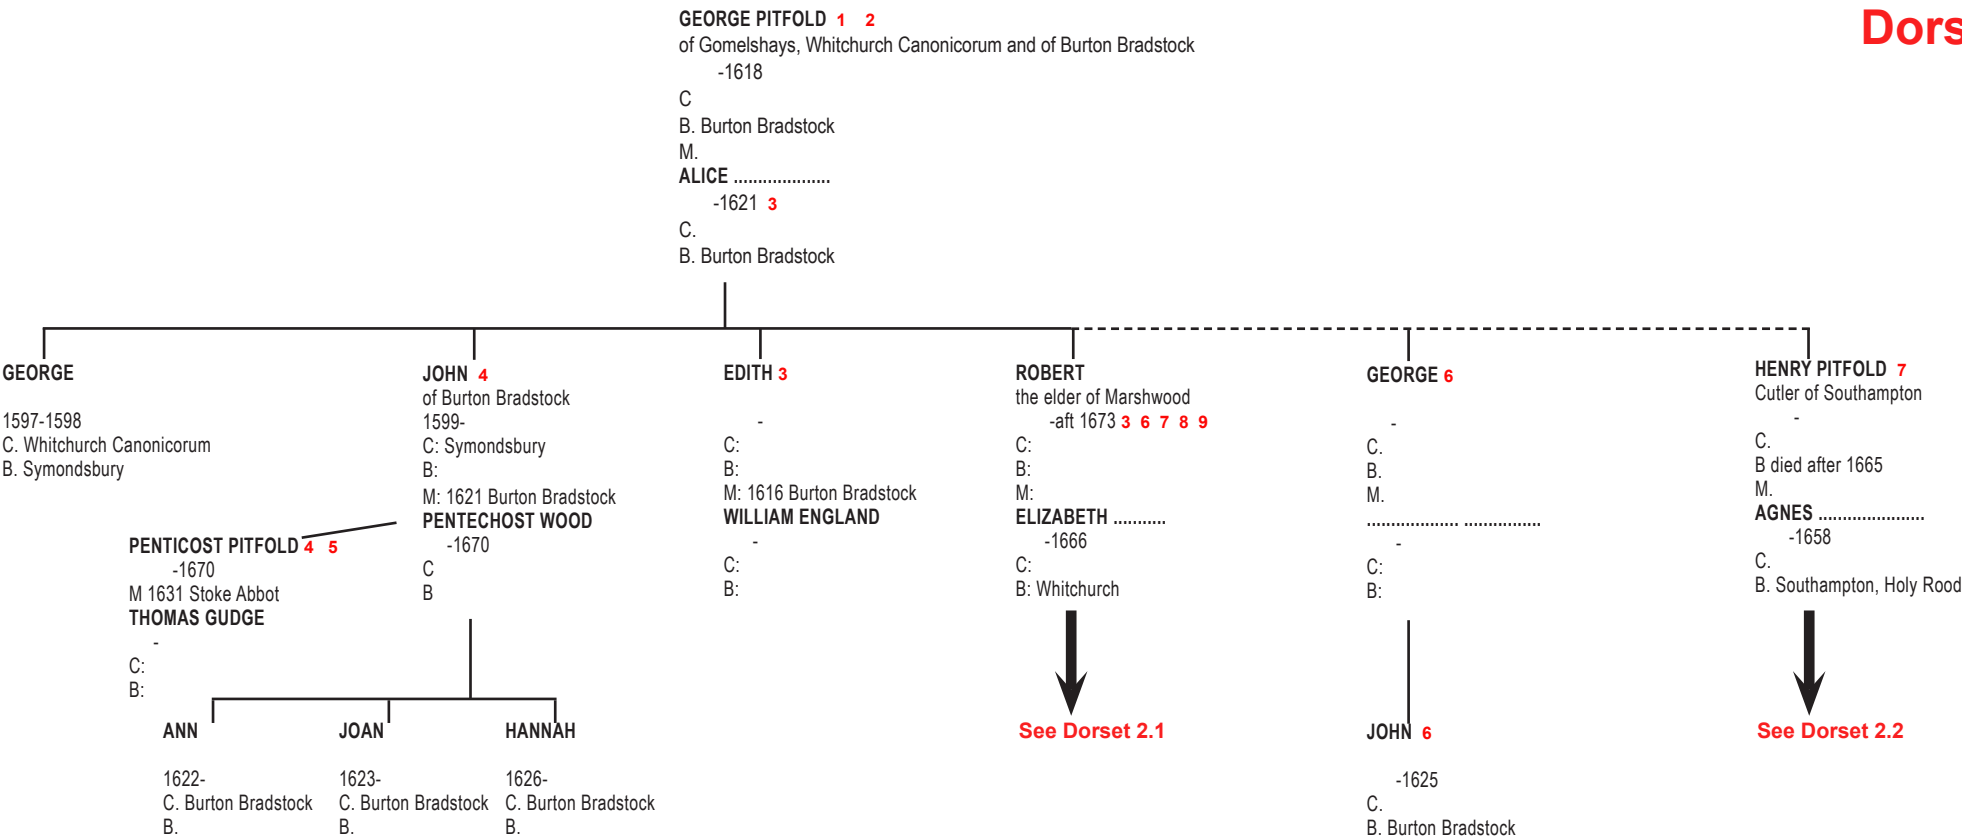 Dors
GEORGE PITFOLD 1 2
of Gomelshays, Whitchurch Canonicorum and of Burton Bradstock
-1618
C
B. Burton Bradstock
M.
ALICE ....................
-1621 3
C.
B. Burton Bradstock
GEORGE
1597-1598
C. Whitchurch Canonicorum
B. Symondsbury
JOHN 4
of Burton Bradstock
1599-
C: Symondsbury
B:
M: 1621 Burton Bradstock
PENTECHOST WOOD
-1670
C
B
PENTICOST PITFOLD 4 5
-1670
M 1631 Stoke Abbot
THOMAS GUDGE
-
C:
B:
EDITH 3
-
C:
B:
M: 1616 Burton Bradstock
WILLIAM ENGLAND
-
C:
B:
ROBERT
the elder of Marshwood
-aft 1673 3 6 7 8 9
C:
B:
M:
ELIZABETH ...........
-1666
C:
B: Whitchurch
See Dorset 2.1
GEORGE 6
-
C.
B.
M.
................... ................
-
C:
B:
HENRY PITFOLD 7
Cutler of Southampton
-
C.
B died after 1665
M.
AGNES ......................
-1658
C.
B. Southampton, Holy Rood
See Dorset 2.2
ANN
1622-
C. Burton Bradstock
B.
JOAN
1623-
C. Burton Bradstock
B.
HANNAH
1626-
C. Burton Bradstock
B.
JOHN 6
-1625
C.
B. Burton Bradstock